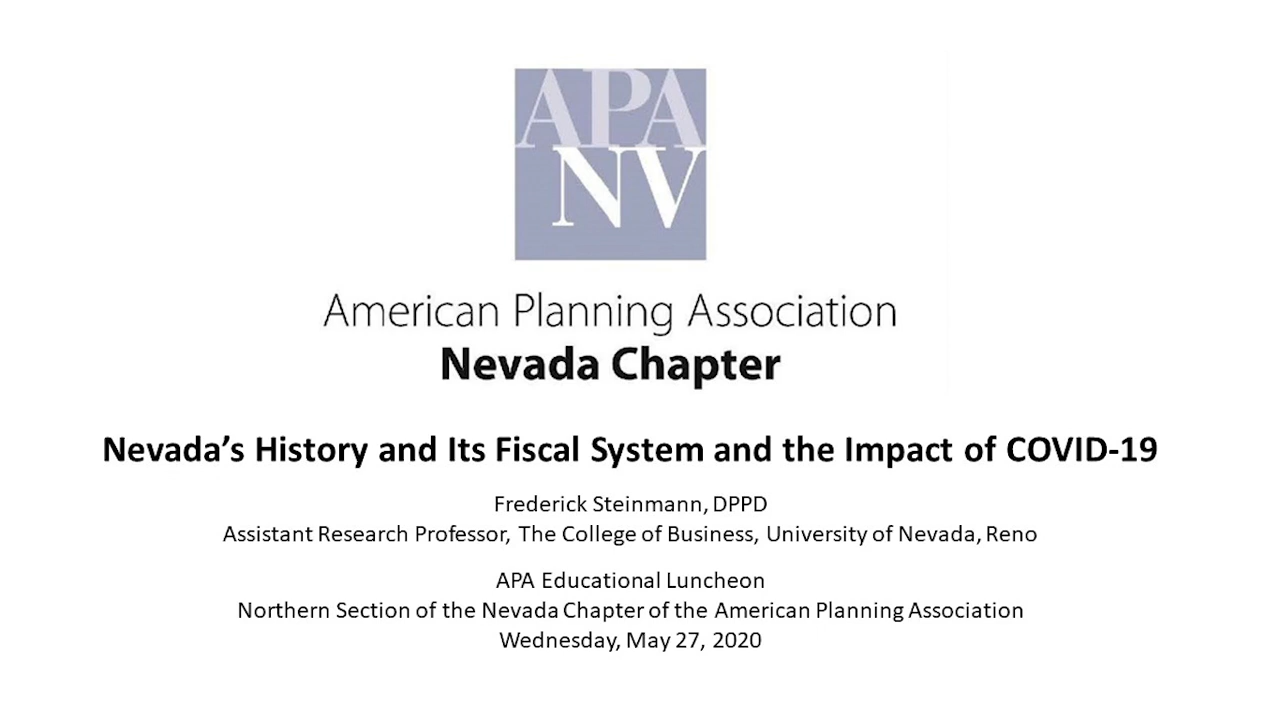 APA
NV
American Planning Association
Nevada Chapter
Nevada’s History and Its Fiscal System and the Impact of COVID-19
Frederick Steinmann, DPPD
Assistant Research Professor, The College of Business, University of Nevada, Reno
APA Educational Luncheon
Northern Section of the Nevada Chapter of the American Planning Association
Wednesday, May 27, 2020